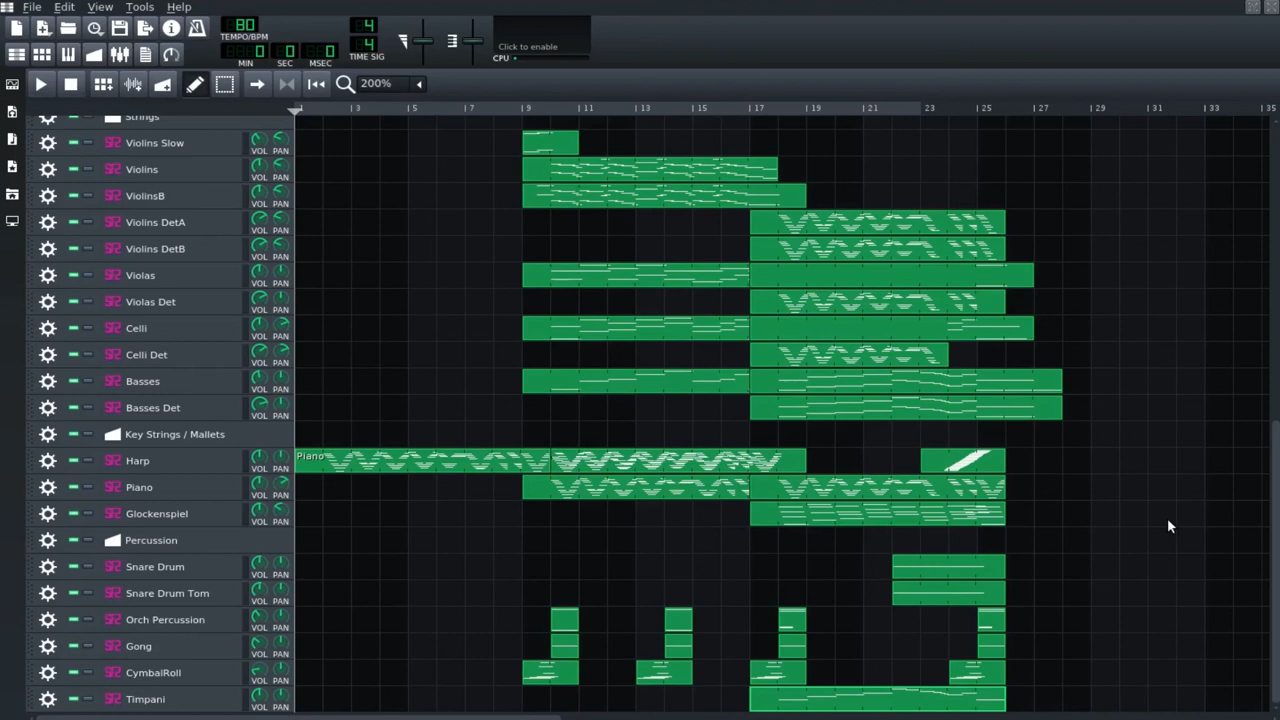 File Edit View Tools Help
80
TEMPO/BPM
0 0 0
MIN SEC MSEC
4
4
TIME SIG
Click to enable
CPU
200%
3 5 7 9 11 13 15 17 19 21 23 25 27 29 31 33 35
Strings
Violins Slow VOL PAN
Violins VOL PAN
ViolinsB VOL PAN
Violins DetA VOL PAN
Violins DetB VOL PAN
Violas VOL PAN
Violas Det VOL PAN
Celli VOL PAN
Celli Det VOL PAN
Basses VOL PAN
Basses Det VOL PAN
Key Strings / Mallets
Harp VOL PAN Piano
Piano VOL PAN
Glockenspiel VOL PAN
Percussion
Snare Drum VOL PAN
Snare Drum Tom VOL PAN
Orch Percussion VOL PAN
Gong VOL PAN
CymbalRoll VOL PAN
Timpani VOL PAN